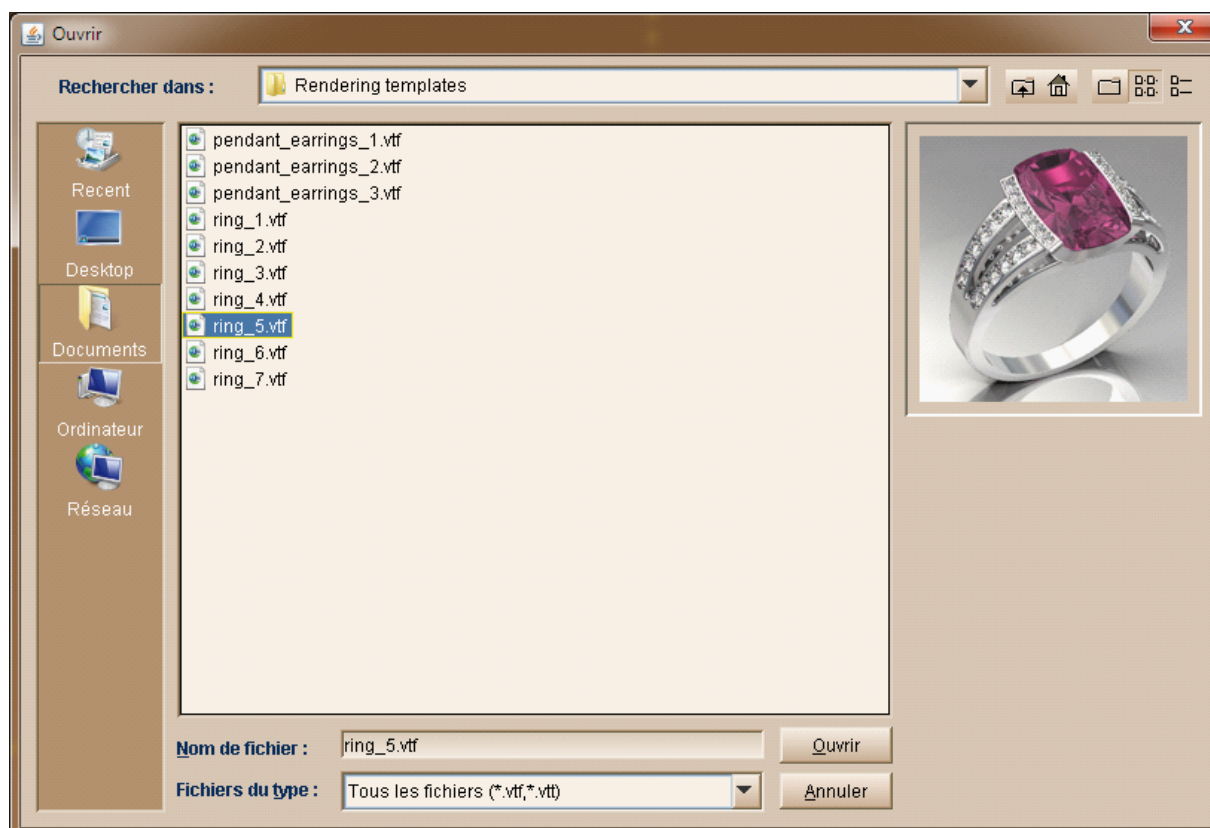 Ouvrir
Rechercher dans :
Rendering templates
Recent
Desktop
Documents
Ordinateur
Réseau
pendant_earrings_1.vtf
pendant_earrings_2.vtf
pendant_earrings_3.vtf
ring_1.vtf
ring_2.vtf
ring_3.vtf
ring_4.vtf
ring_5.vtf
ring_6.vtf
ring_7.vtf
Nom de fichier : ring_5.vtf Ouvrir
Fichiers du type : Tous les fichiers (*.vtf,*.vtt) Annuler